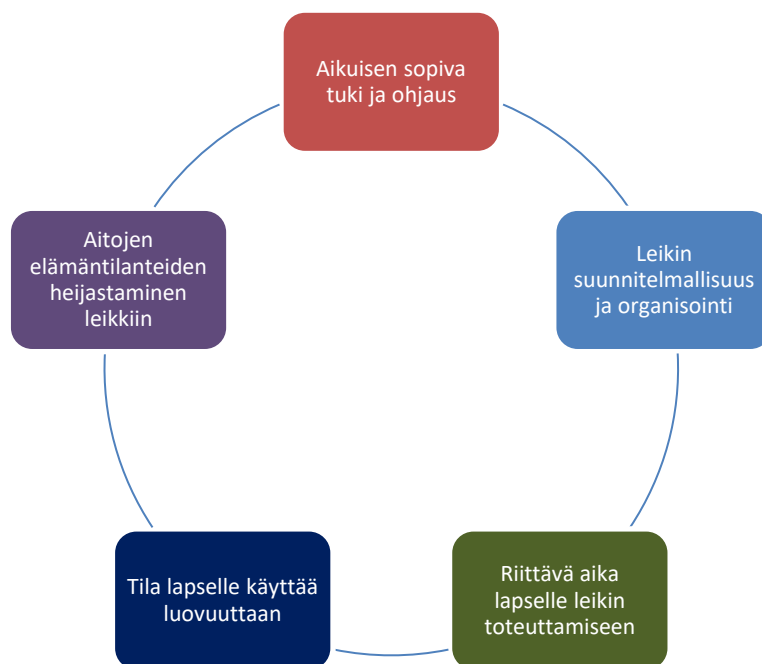 Aikuisen sopiva
tuki ja ohjaus
Leikin
suunnitelmallisuus
ja organisointi
Riittävä aika
lapselle leikin
toteuttamiseen
Tila lapselle käyttää
luovuuttaan
Aitojen
elämäntilanteiden
heijastaminen
leikkiin